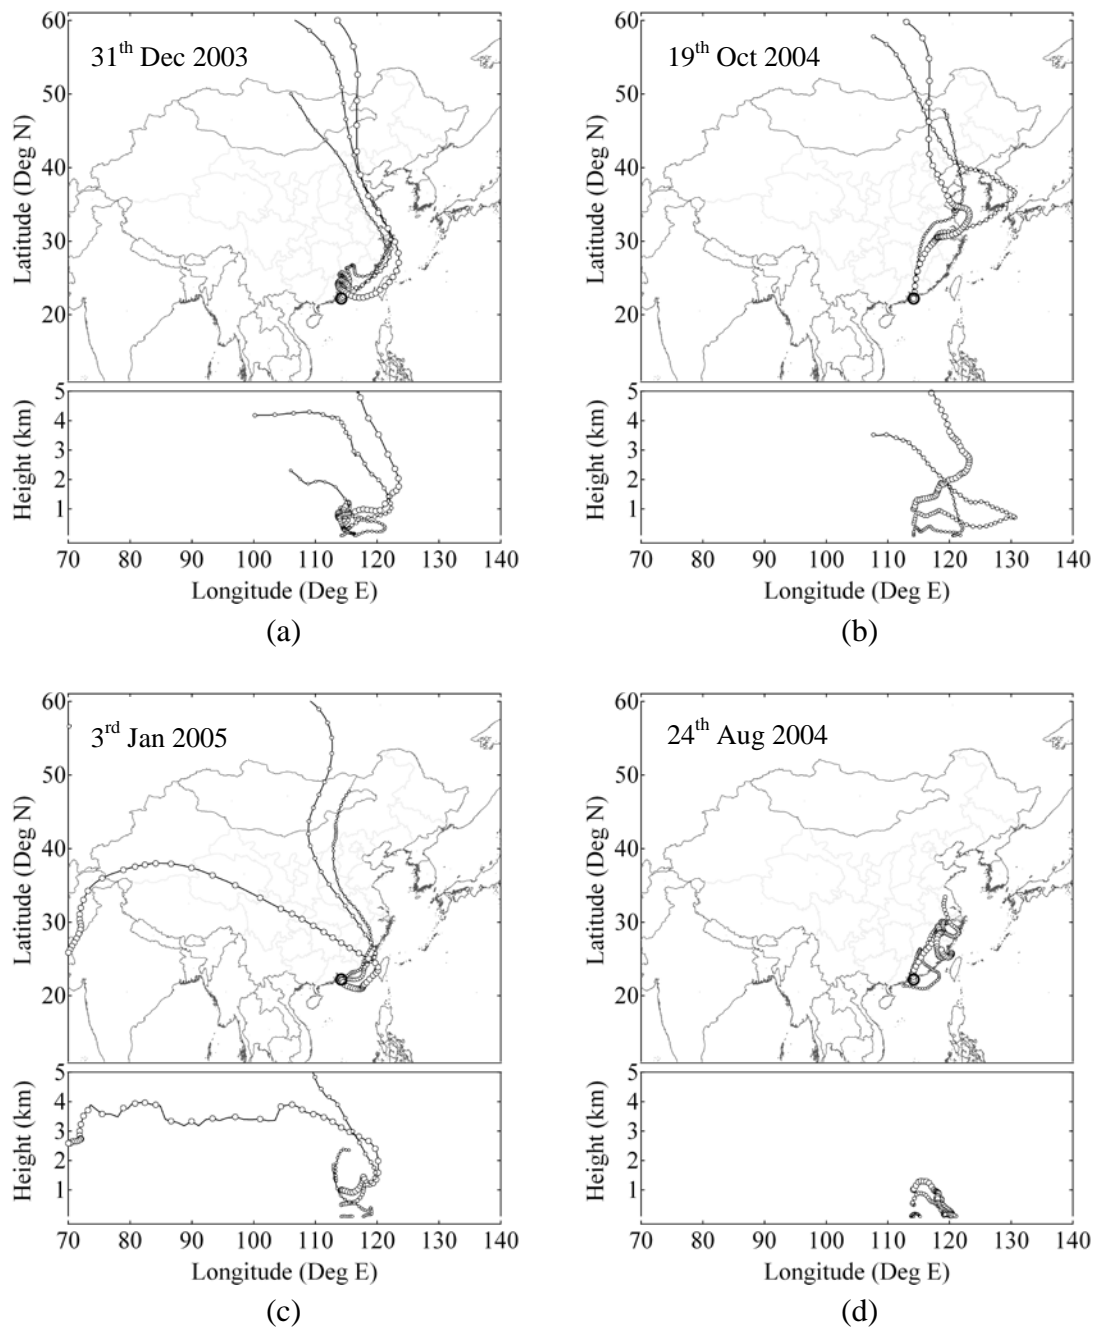 60
50
40
30
20
Latitude (Deg N)
31th Dec 2003
5
4
3
2
1
Height (km)
70 80 90 100 110 120 130 140
Longitude (Deg E)
(a)
60
50
40
30
20
Latitude (Deg N)
19th Oct 2004
5
4
3
2
1
Height (km)
70 80 90 100 110 120 130 140
Longitude (Deg E)
(b)
60
50
40
30
20
Latitude (Deg N)
3rd Jan 2005
5
4
3
2
1
Height (km)
70 80 90 100 110 120 130 140
Longitude (Deg E)
(c)
60
50
40
30
20
Latitude (Deg N)
24th Aug 2004
5
4
3
2
1
Height (km)
70 80 90 100 110 120 130 140
Longitude (Deg E)
(d)